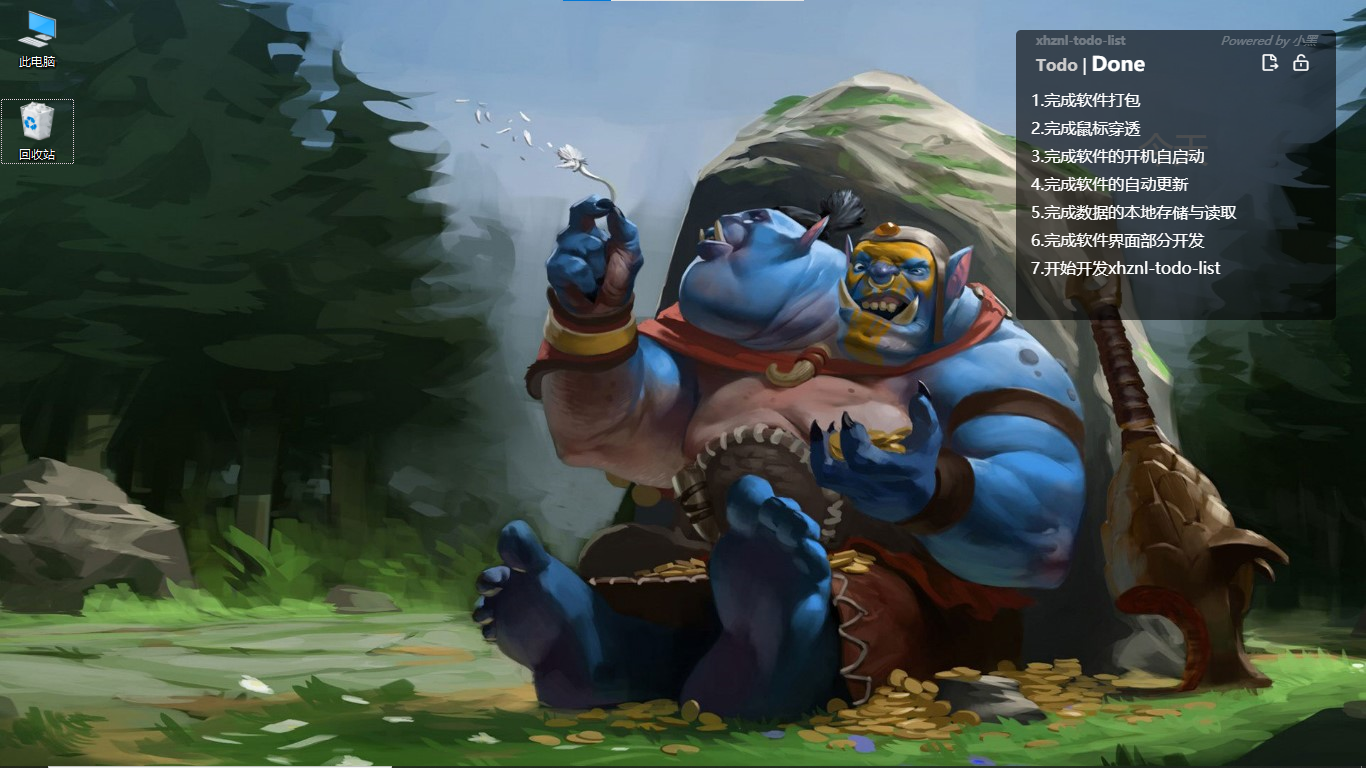 此电脑
回收站
xhznl-todo-list
Powered by 小黑
Todo | Done
1.完成软件打包
2.完成鼠标穿透
今天
3.完成软件的开机自启动
4.完成软件的自动更新
5.完成数据的本地存储与读取
6.完成软件界面部分开发
7.开始开发xhznl-todo-list